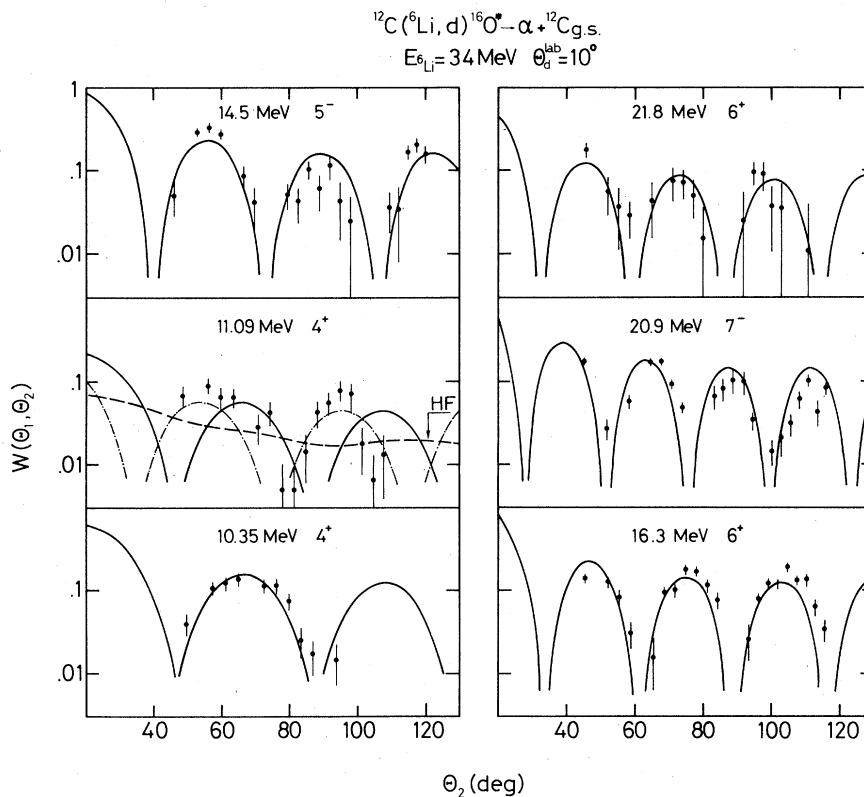 ¹²C(⁶Li,d)¹⁶O*→α+¹²Cg.s.
E⁶Li=34MeV Θd^lab=10°
14.5 MeV 5⁻
21.8 MeV 6⁺
1
.1
.01
11.09 MeV 4⁺
20.9 MeV 7⁻
.1
HF
.01
10.35 MeV 4⁺
16.3 MeV 6⁺
.1
.01
W(Θ₁,Θ₂)
40 60 80 100 120
40 60 80 100 120
Θ₂(deg)